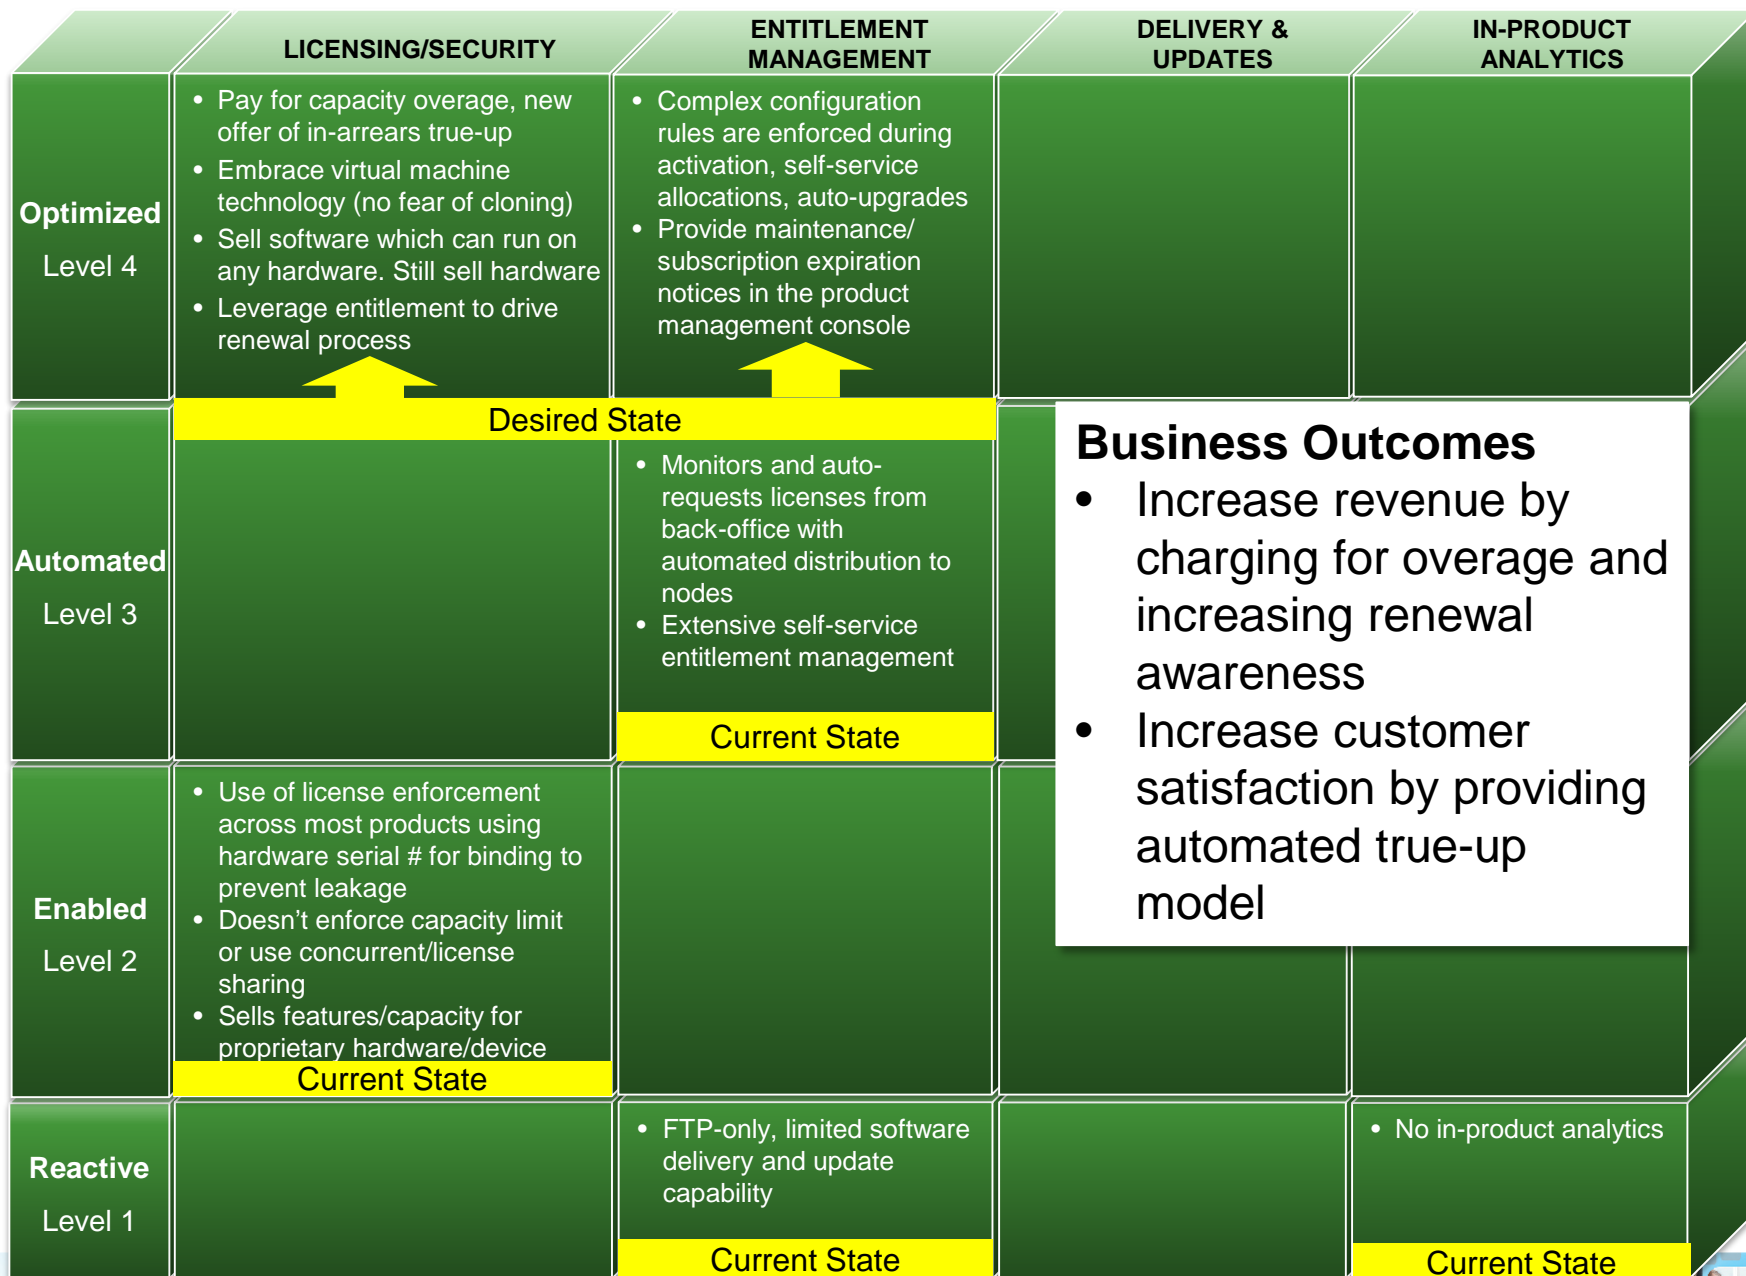 LICENSING/SECURITY
ENTITLEMENT
MANAGEMENT
DELIVERY &
UPDATES
IN-PRODUCT
ANALYTICS
Optimized
Level 4
• Pay for capacity overage, new
offer of in-arrears true-up
• Embrace virtual machine
technology (no fear of cloning)
• Sell software which can run on
any hardware. Still sell hardware
• Leverage entitlement to drive
renewal process
• Complex configuration
rules are enforced during
activation, self-service
allocations, auto-upgrades
• Provide maintenance/
subscription expiration
notices in the product
management console
Desired State
Automated
Level 3
• Monitors and auto-
requests licenses from
back-office with
automated distribution to
nodes
• Extensive self-service
entitlement management
Current State
Business Outcomes
• Increase revenue by
charging for overage and
increasing renewal
awareness
• Increase customer
satisfaction by providing
automated true-up
model
Enabled
Level 2
• Use of license enforcement
across most products using
hardware serial # for binding to
prevent leakage
• Doesn’t enforce capacity limit
or use concurrent/license
sharing
• Sells features/capacity for
proprietary hardware/device
Current State
Reactive
Level 1
• FTP-only, limited software
delivery and update
capability
Current State
• No in-product analytics
Current State